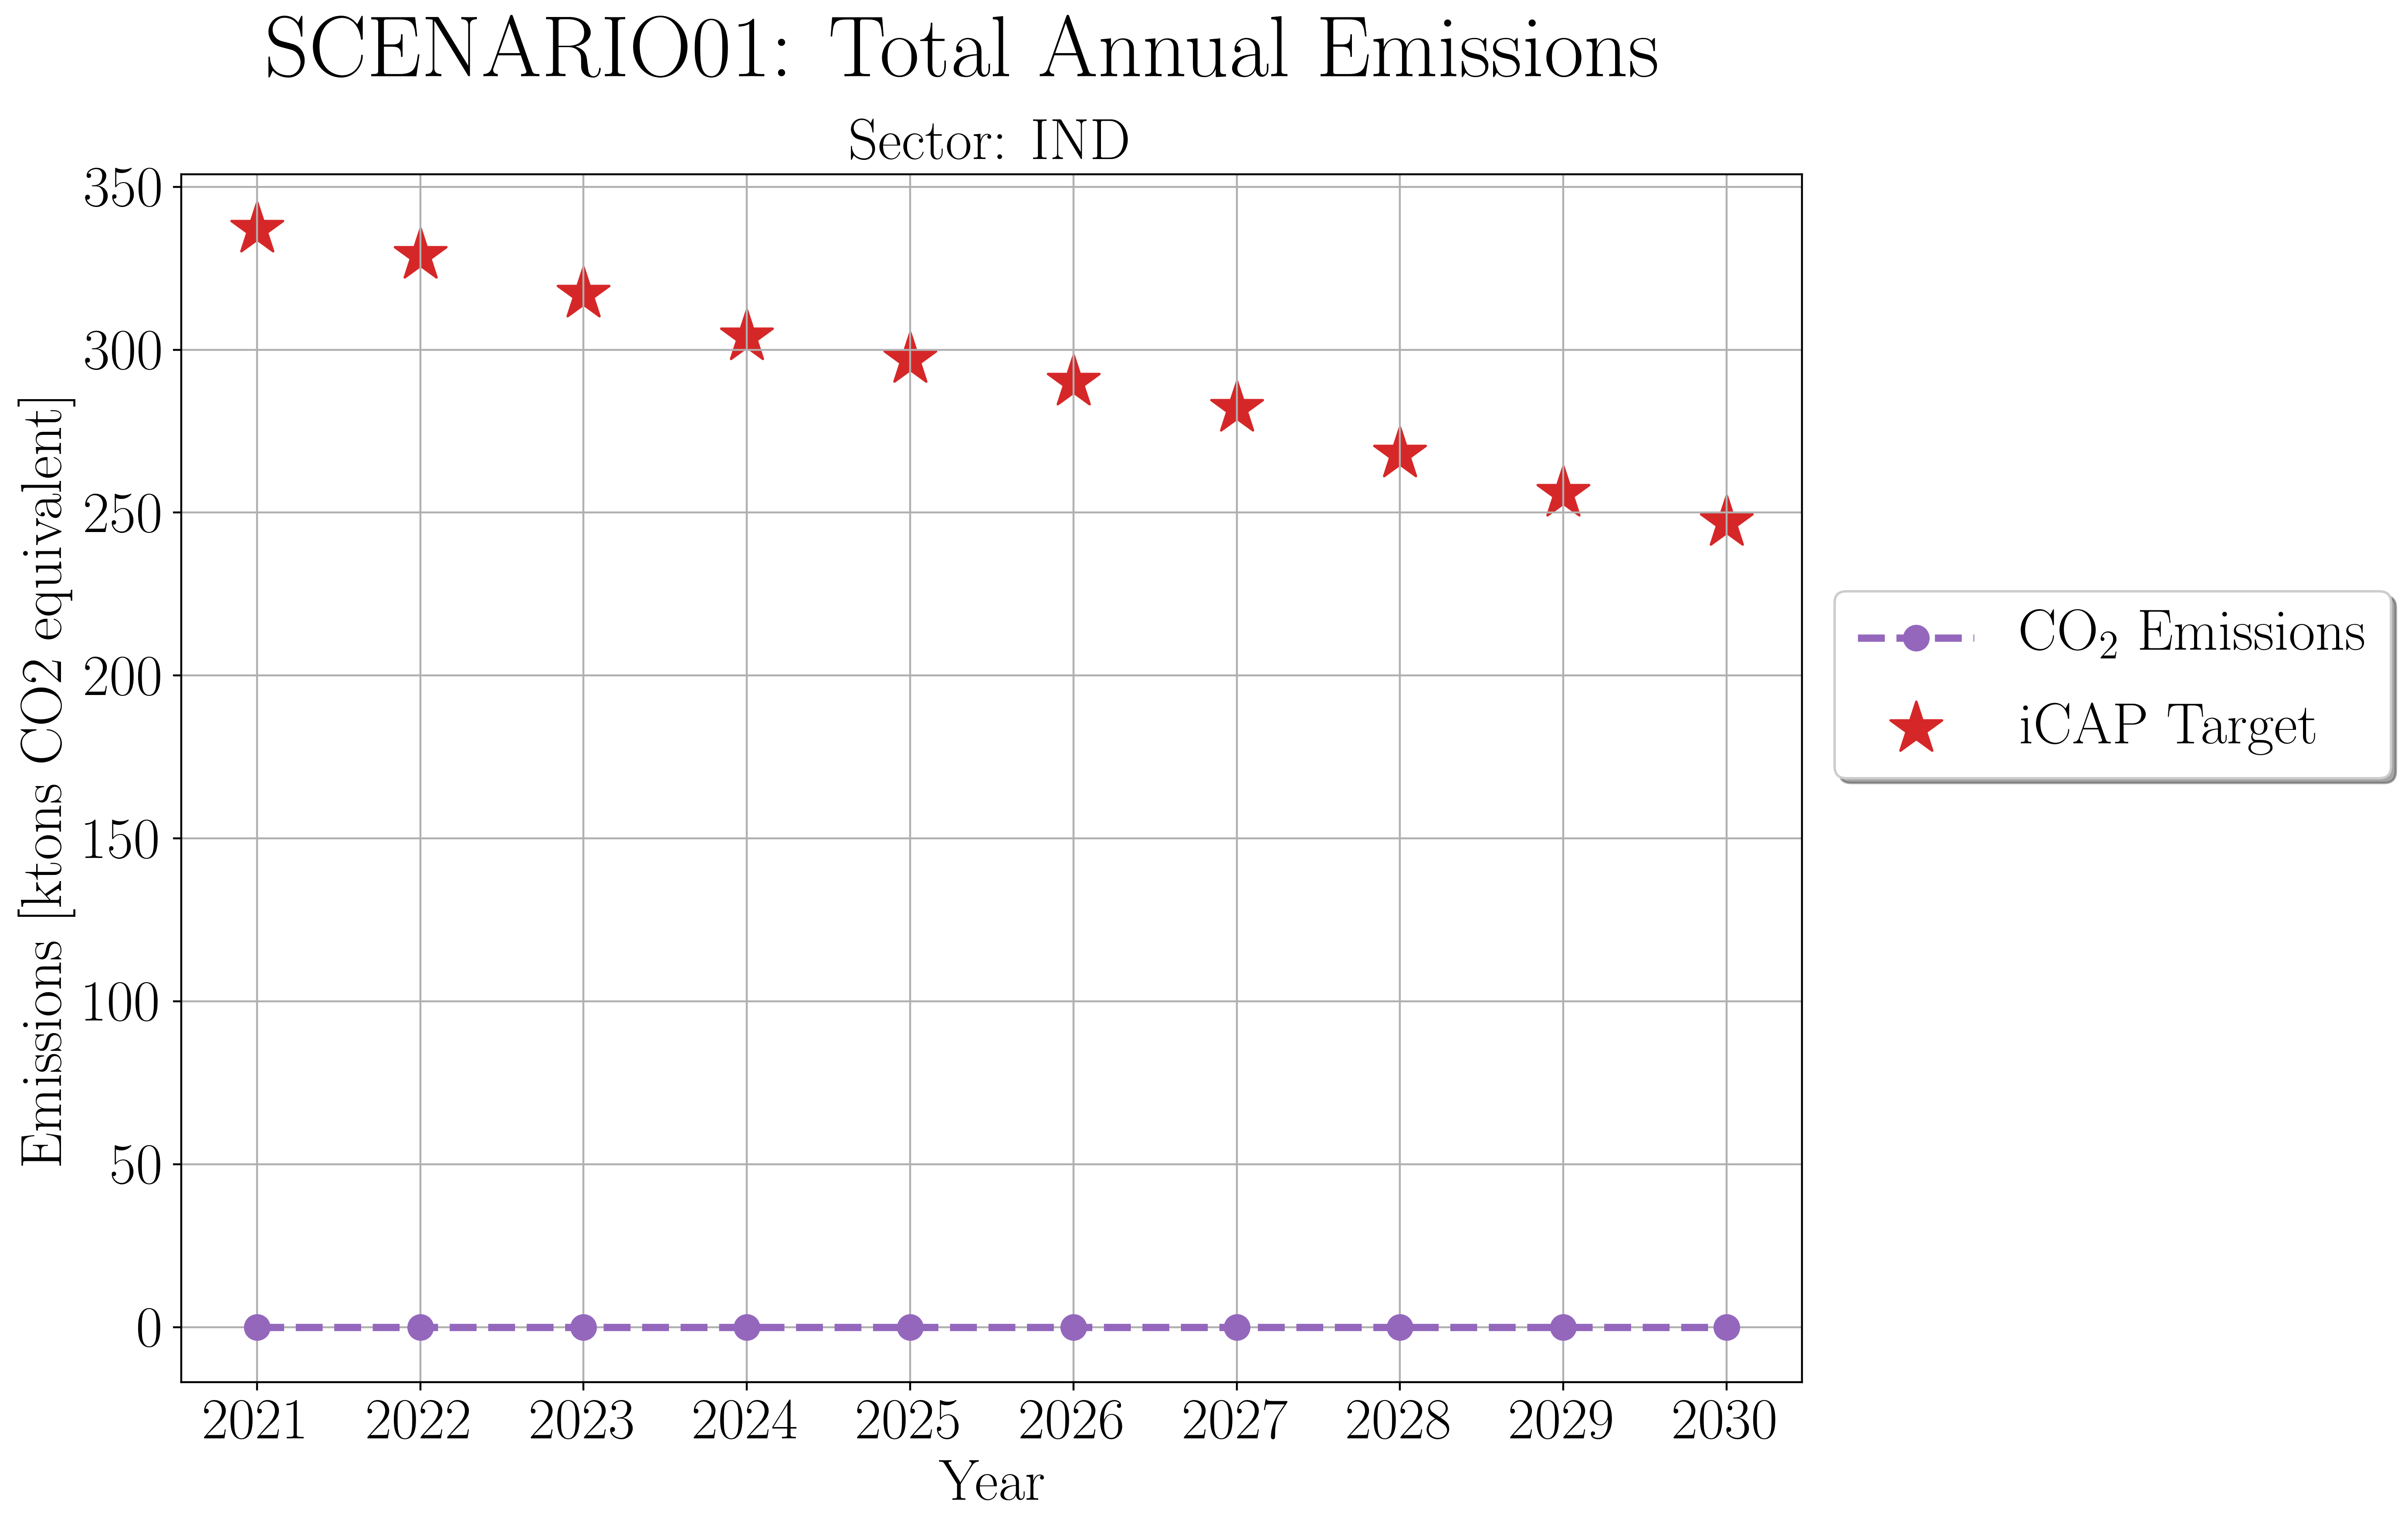 SCENARIO01: Total Annual Emissions
Sector: IND
Emissions [ktons CO2 equivalent]
350
300
250
200
150
100
50
0
2021 2022 2023 2024 2025 2026 2027 2028 2029 2030
Year
CO₂ Emissions
iCAP Target